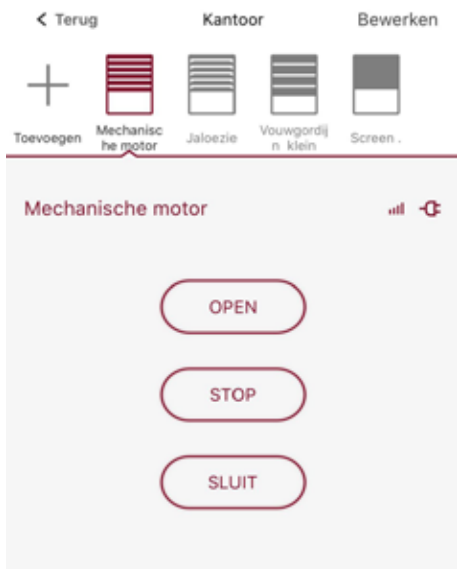 Terug Kantoor Bewerken
Toevoegen
Mechanisc
he motor
Jaloezie
Vouwgordij
n klein
Screen .
Mechanische motor
OPEN
STOP
SLUIT